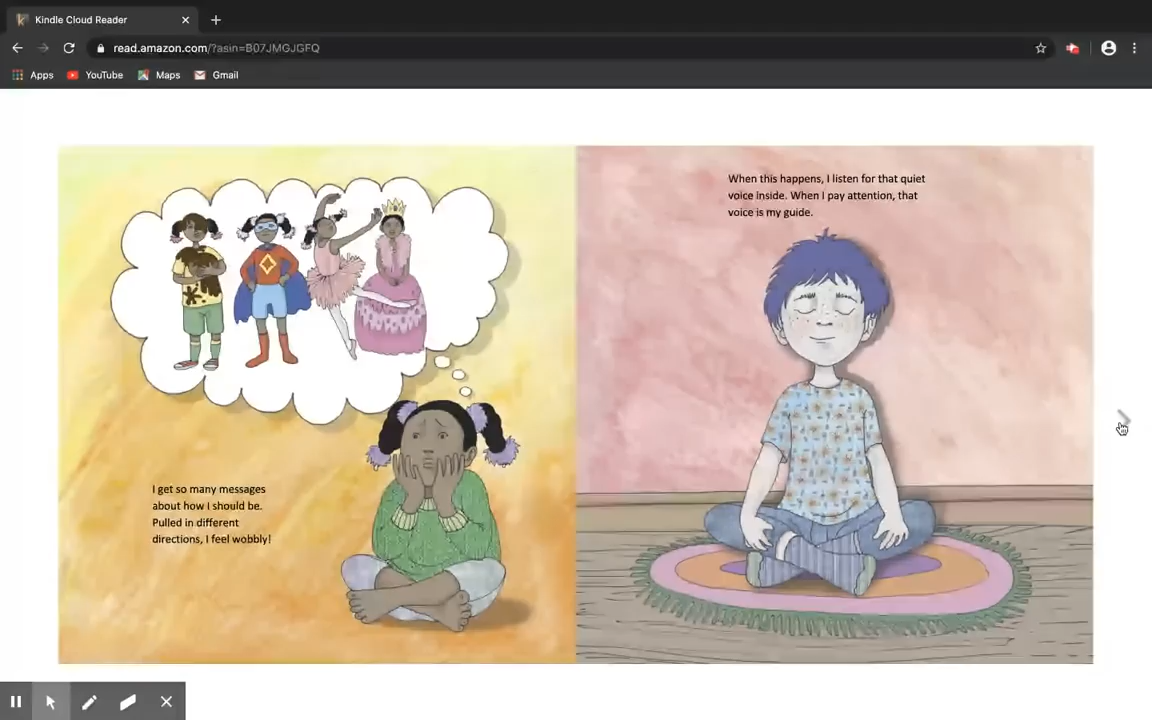 Kindle Cloud Reader
read.amazon.com/?asin=B07JMGJGFQ
Apps
YouTube
Maps
Gmail
I get so many messages
about how I should be.
Pulled in different
directions, I feel wobbly!
When this happens, I listen for that quiet
voice inside. When I pay attention, that
voice is my guide.